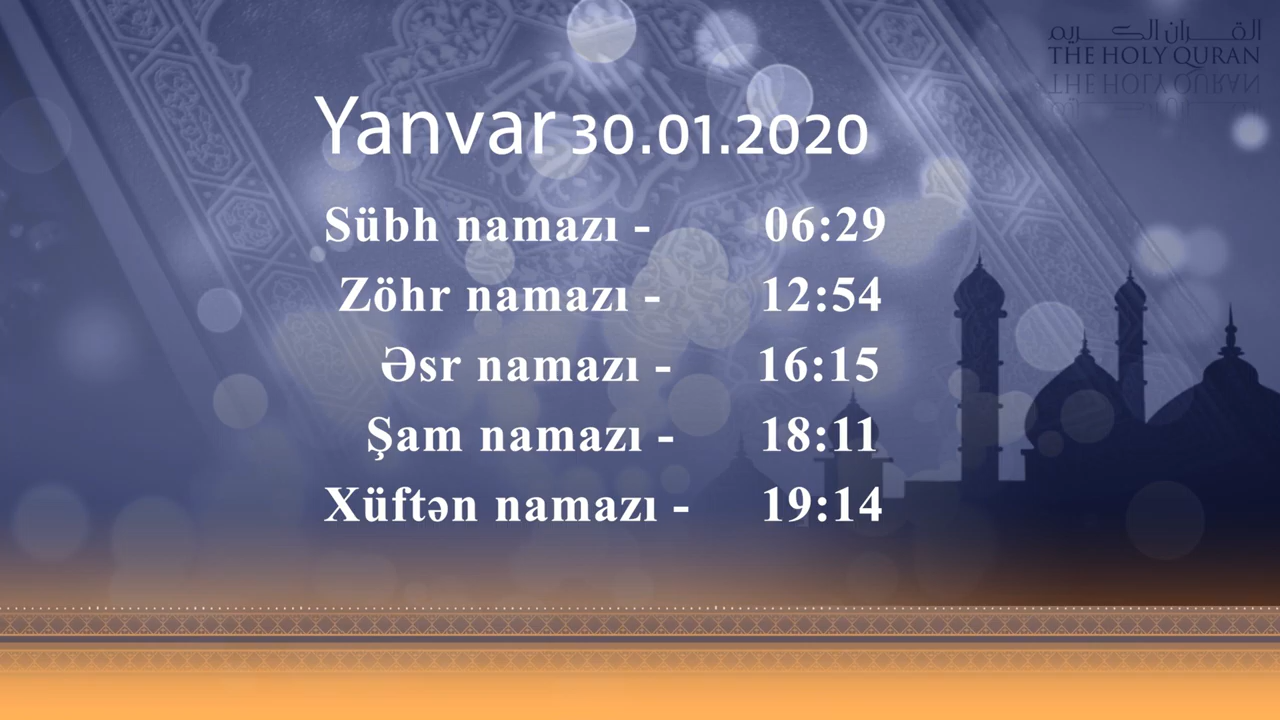 القرآن الكريم
THE HOLY QURAN
Yanvar 30.01.2020
Sübh namazı - 06:29
Zöhr namazı - 12:54
Əsr namazı - 16:15
Şam namazı - 18:11
Xüftən namazı - 19:14